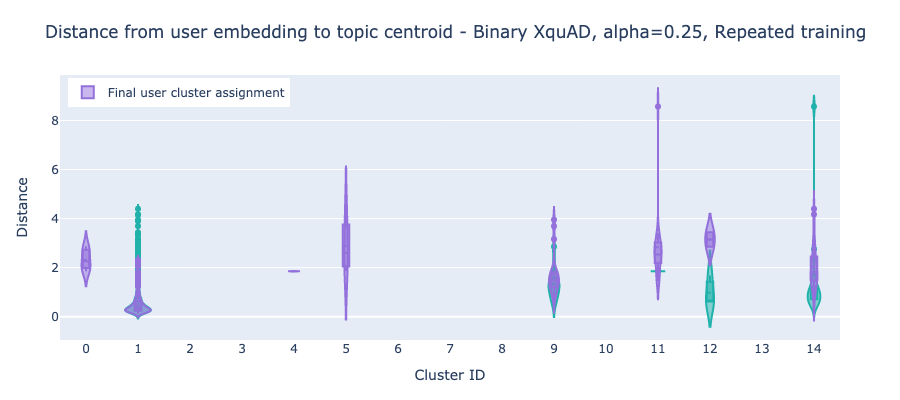 Distance from user embedding to topic centroid - Binary XquAD, alpha=0.25, Repeated training
Final user cluster assignment
8
6
4
2
0
Distance
0 1 2 3 4 5 6 7 8 9 10 11 12 13 14
Cluster ID